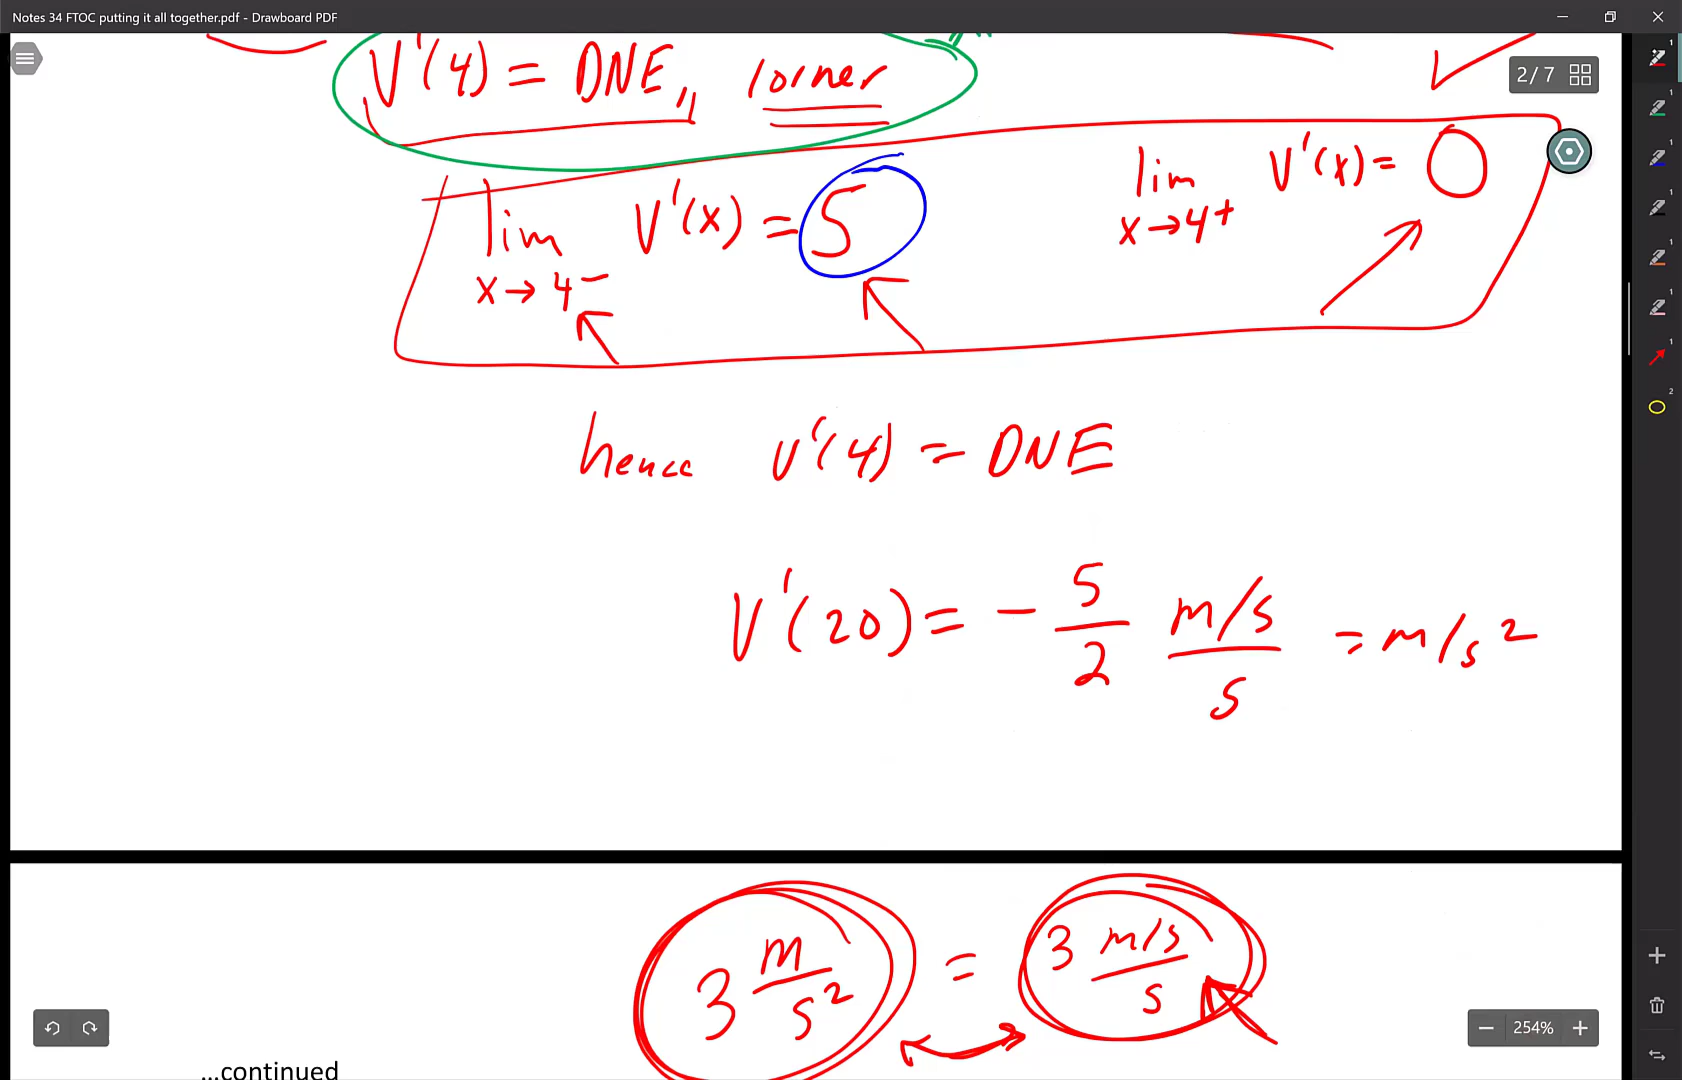 Notes 34 FTOC putting it all together.pdf - Drawboard PDF
V'(4) = DNE,, corner
2 / 7
lim x→4⁻ V'(x) = 5
lim x→4⁺ V'(x) = 0
hence V'(4) = DNE
V'(20) = - 5/2 m/s/s = m/s²
3 m/s² = 3 m/s/s
...continued
254%